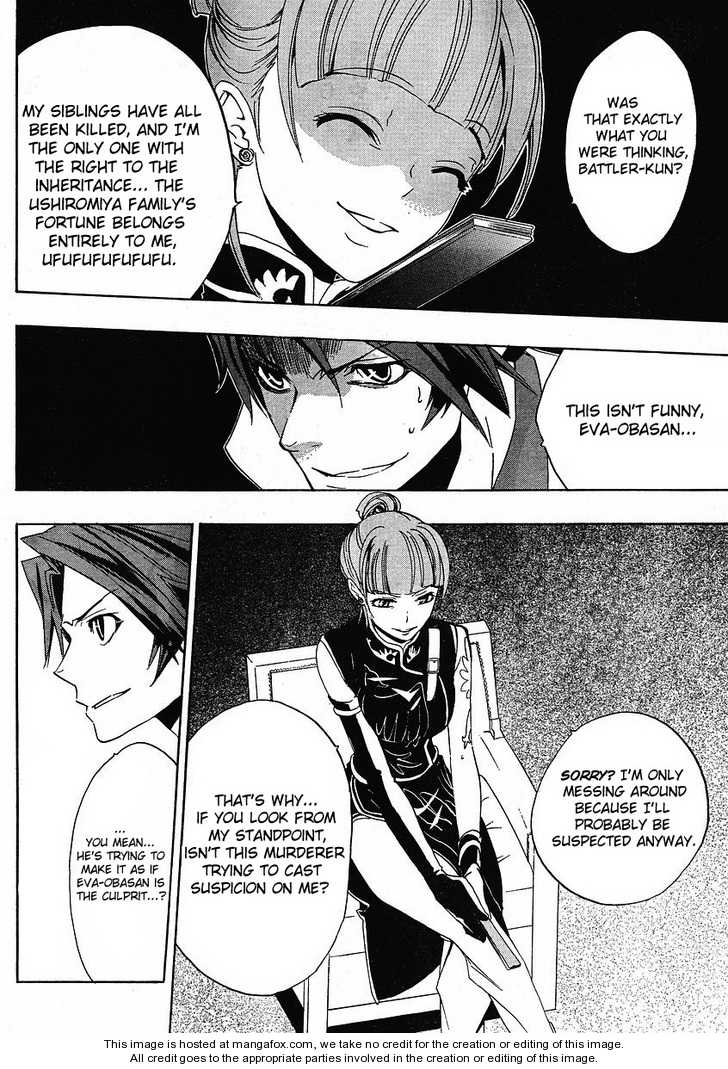 WAS
THAT EXACTLY
WHAT YOU
WERE THINKING,
BATTLER-KUN?
MY SIBLINGS HAVE ALL
BEEN KILLED, AND I'M
THE ONLY ONE WITH
THE RIGHT TO THE
INHERITANCE... THE
USHIROMIYA FAMILY'S
FORTUNE BELONGS
ENTIRELY TO ME,
UFUFUFUFUFUFU.
THIS ISN'T FUNNY,
EVA-OBASAN...
SORRY? I'M ONLY
MESSING AROUND
BECAUSE I'LL
PROBABLY BE
SUSPECTED ANYWAY.
THAT'S WHY...
IF YOU LOOK FROM
MY STANDPOINT,
ISN'T THIS MURDERER
TRYING TO CAST
SUSPICION ON ME?
...
YOU MEAN...
HE'S TRYING TO
MAKE IT AS IF
EVA-OBASAN IS
THE CULPRIT...?
This image is hosted at mangafox.com, we take no credit for the creation or editing of this image.
All credit goes to the appropriate parties involved in the creation or editing of this image.